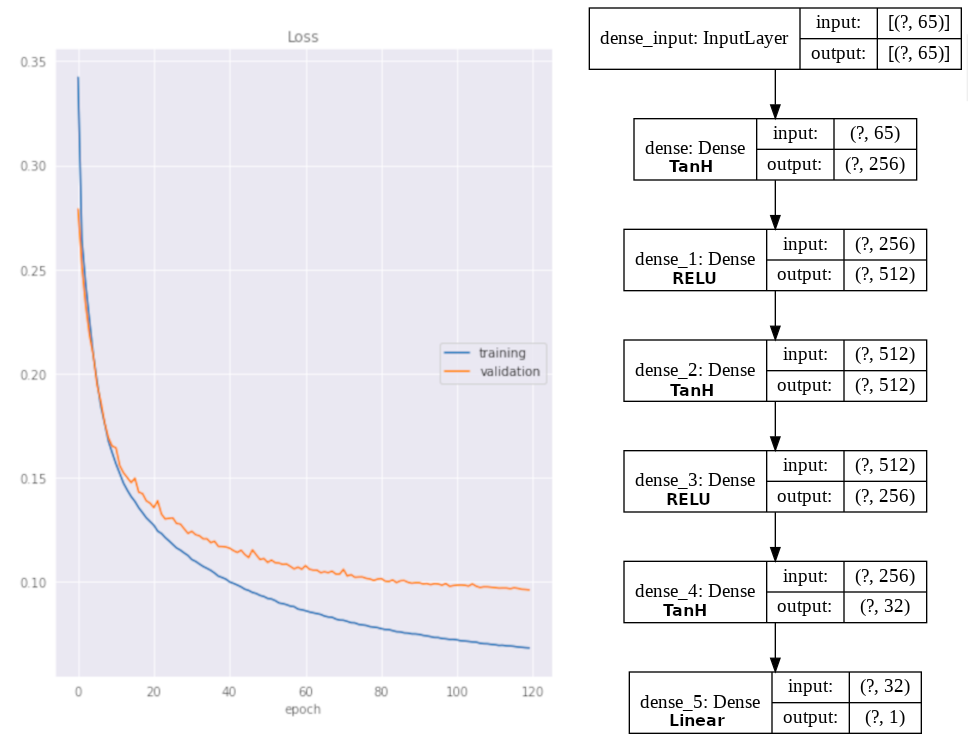 Loss
0.35
0.30
0.25
0.20
0.15
0.10
training
validation
0 20 40 60 80 100 120
epoch
dense_input: InputLayer
input: [(?, 65)]
output: [(?, 65)]
dense: Dense
TanH
input: (?, 65)
output: (?, 256)
dense_1: Dense
RELU
input: (?, 256)
output: (?, 512)
dense_2: Dense
TanH
input: (?, 512)
output: (?, 512)
dense_3: Dense
RELU
input: (?, 512)
output: (?, 256)
dense_4: Dense
TanH
input: (?, 256)
output: (?, 32)
dense_5: Dense
Linear
input: (?, 32)
output: (?, 1)